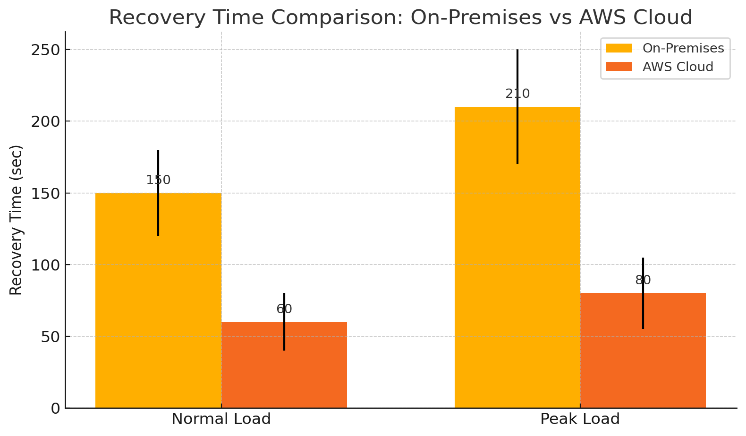 Recovery Time Comparison: On-Premises vs AWS Cloud
On-Premises
AWS Cloud
Recovery Time (sec)
250
200
150
100
50
0
150
60
210
80
Normal Load
Peak Load